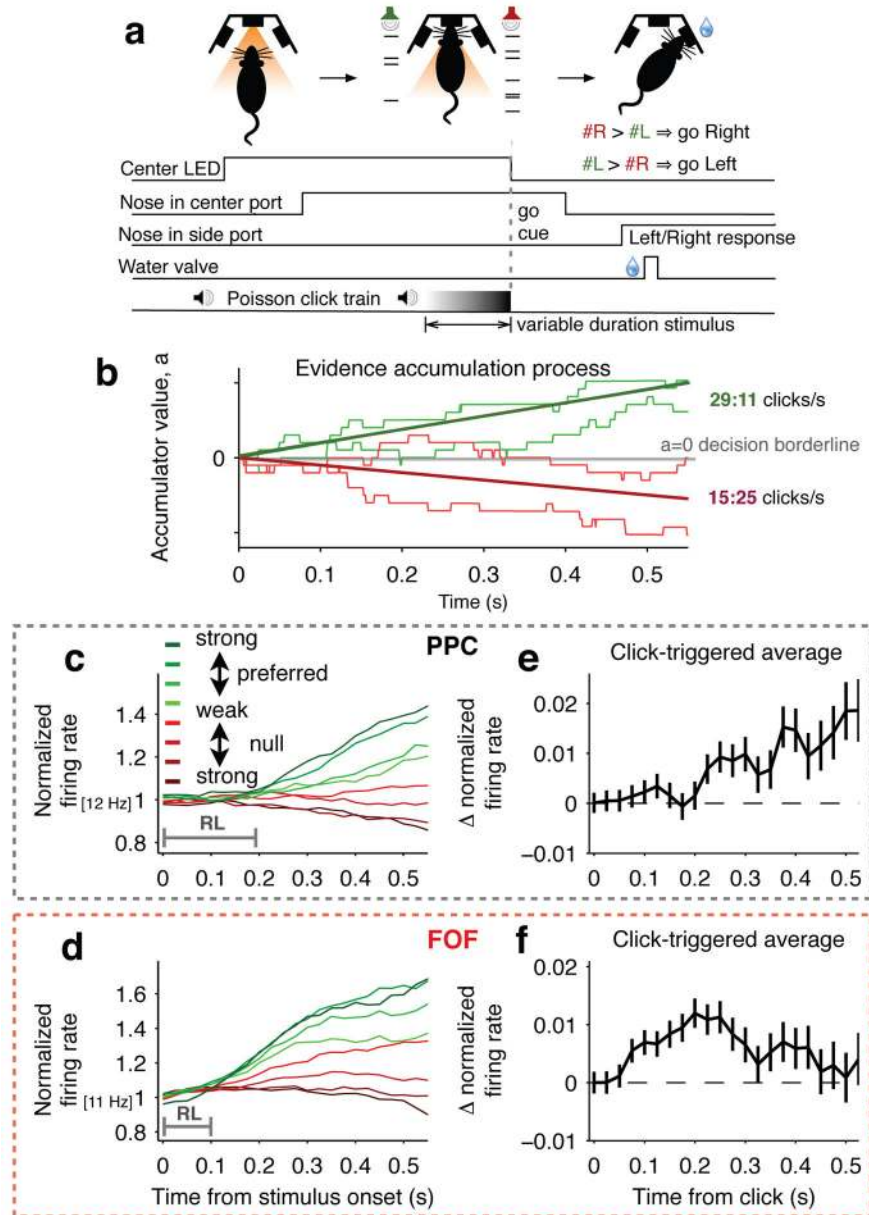 a
#R > #L ⇒ go Right
#L > #R ⇒ go Left
Center LED
Nose in center port
go
cue
Nose in side port
Left/Right response
Water valve
Poisson click train
variable duration stimulus
b
Evidence accumulation process
Accumulator value, a
0
29:11 clicks/s
a=0 decision borderline
15:25 clicks/s
0 0.1 0.2 0.3 0.4 0.5
Time (s)
PPC
c
strong
preferred
weak
null
strong
Normalized
firing rate
1.4
1.2
[12 Hz] 1
0.8
RL
0 0.1 0.2 0.3 0.4 0.5
e
Click-triggered average
Δ normalized
firing rate
0.02
0.01
0
−0.01
0 0.1 0.2 0.3 0.4 0.5
FOF
d
Normalized
firing rate
1.6
1.4
1.2
[11 Hz] 1
0.8
RL
0 0.1 0.2 0.3 0.4 0.5
Time from stimulus onset (s)
f
Click-triggered average
Δ normalized
firing rate
0.02
0.01
0
−0.01
0 0.1 0.2 0.3 0.4 0.5
Time from click (s)